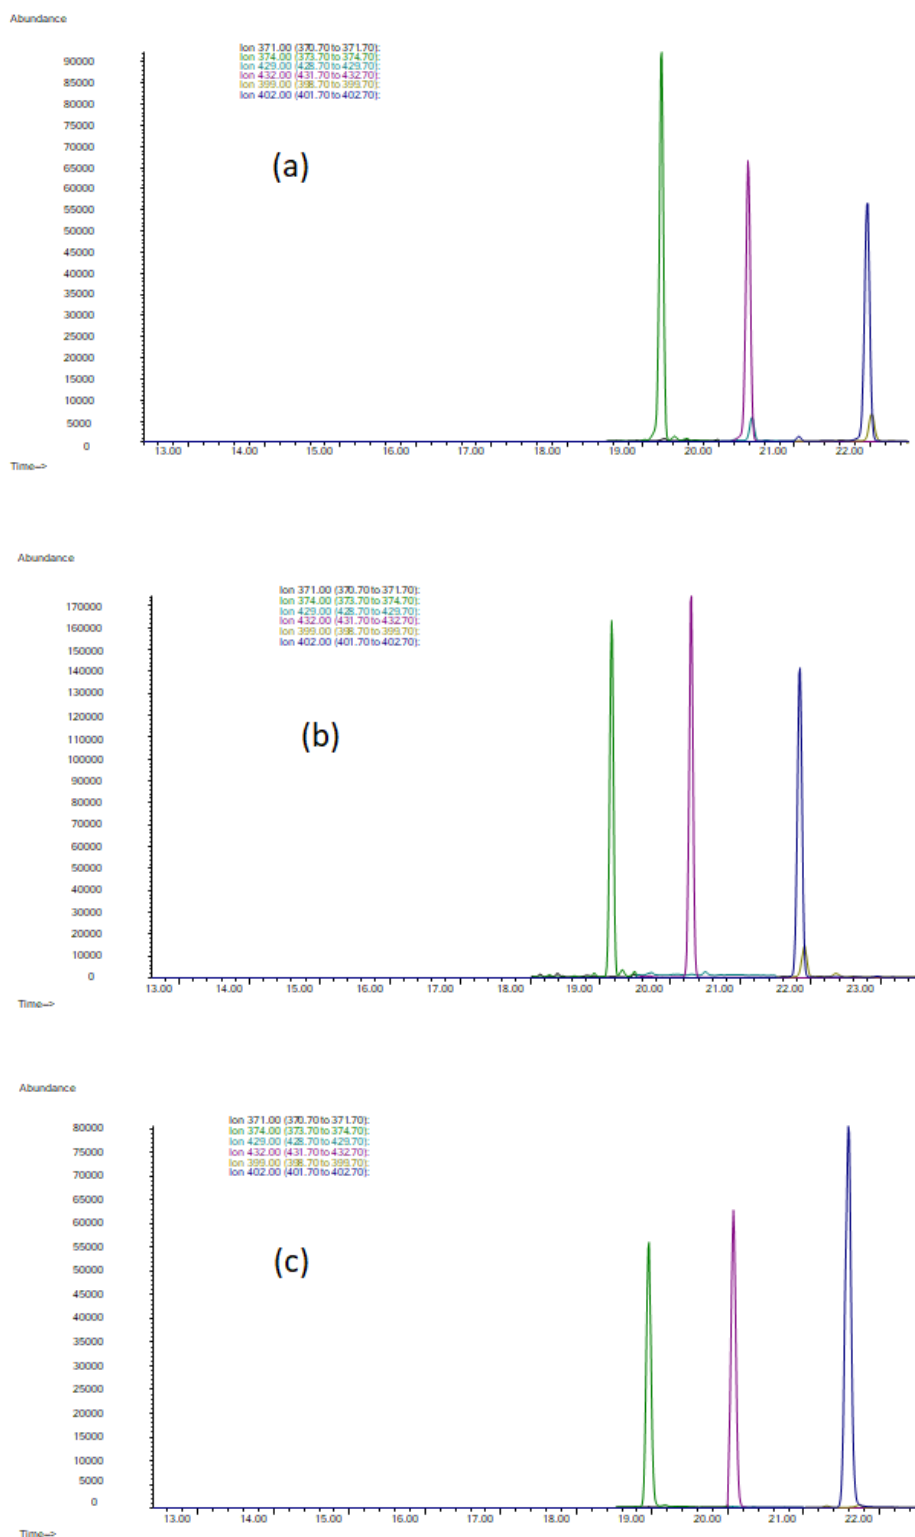 Abundance
Ion 371.00 (370.70 to 371.70):
Ion 374.00 (373.70 to 374.70):
Ion 429.00 (428.70 to 429.70):
Ion 432.00 (431.70 to 432.70):
Ion 399.00 (398.70 to 399.70):
Ion 402.00 (401.70 to 402.70):
90000
85000
80000
75000
70000
65000
60000
55000
50000
45000
40000
35000
30000
25000
20000
15000
10000
5000
0
(a)
13.00 14.00 15.00 16.00 17.00 18.00 19.00 20.00 21.00 22.00
Time-->
Abundance
Ion 371.00 (370.70 to 371.70):
Ion 374.00 (373.70 to 374.70):
Ion 429.00 (428.70 to 429.70):
Ion 432.00 (431.70 to 432.70):
Ion 399.00 (398.70 to 399.70):
Ion 402.00 (401.70 to 402.70):
170000
160000
150000
140000
130000
120000
110000
100000
90000
80000
70000
60000
50000
40000
30000
20000
10000
0
(b)
13.00 14.00 15.00 16.00 17.00 18.00 19.00 20.00 21.00 22.00 23.00
Time-->
Abundance
Ion 371.00 (370.70 to 371.70):
Ion 374.00 (373.70 to 374.70):
Ion 429.00 (428.70 to 429.70):
Ion 432.00 (431.70 to 432.70):
Ion 399.00 (398.70 to 399.70):
Ion 402.00 (401.70 to 402.70):
80000
75000
70000
65000
60000
55000
50000
45000
40000
35000
30000
25000
20000
15000
10000
5000
0
(c)
13.00 14.00 15.00 16.00 17.00 18.00 19.00 20.00 21.00 22.00
Time-->